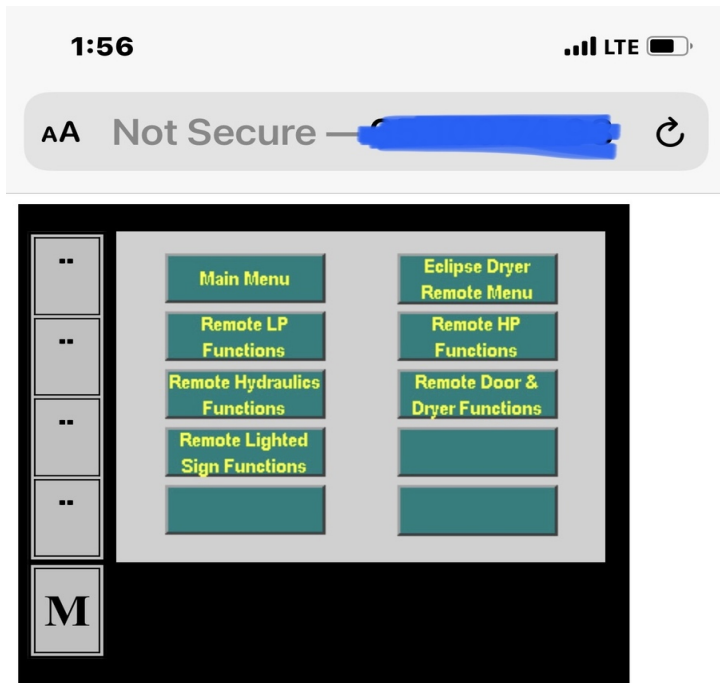 1:56
LTE
AA Not Secure —
Main Menu
Eclipse Dryer
Remote Menu
Remote LP
Functions
Remote HP
Functions
Remote Hydraulics
Functions
Remote Door &
Dryer Functions
Remote Lighted
Sign Functions
M